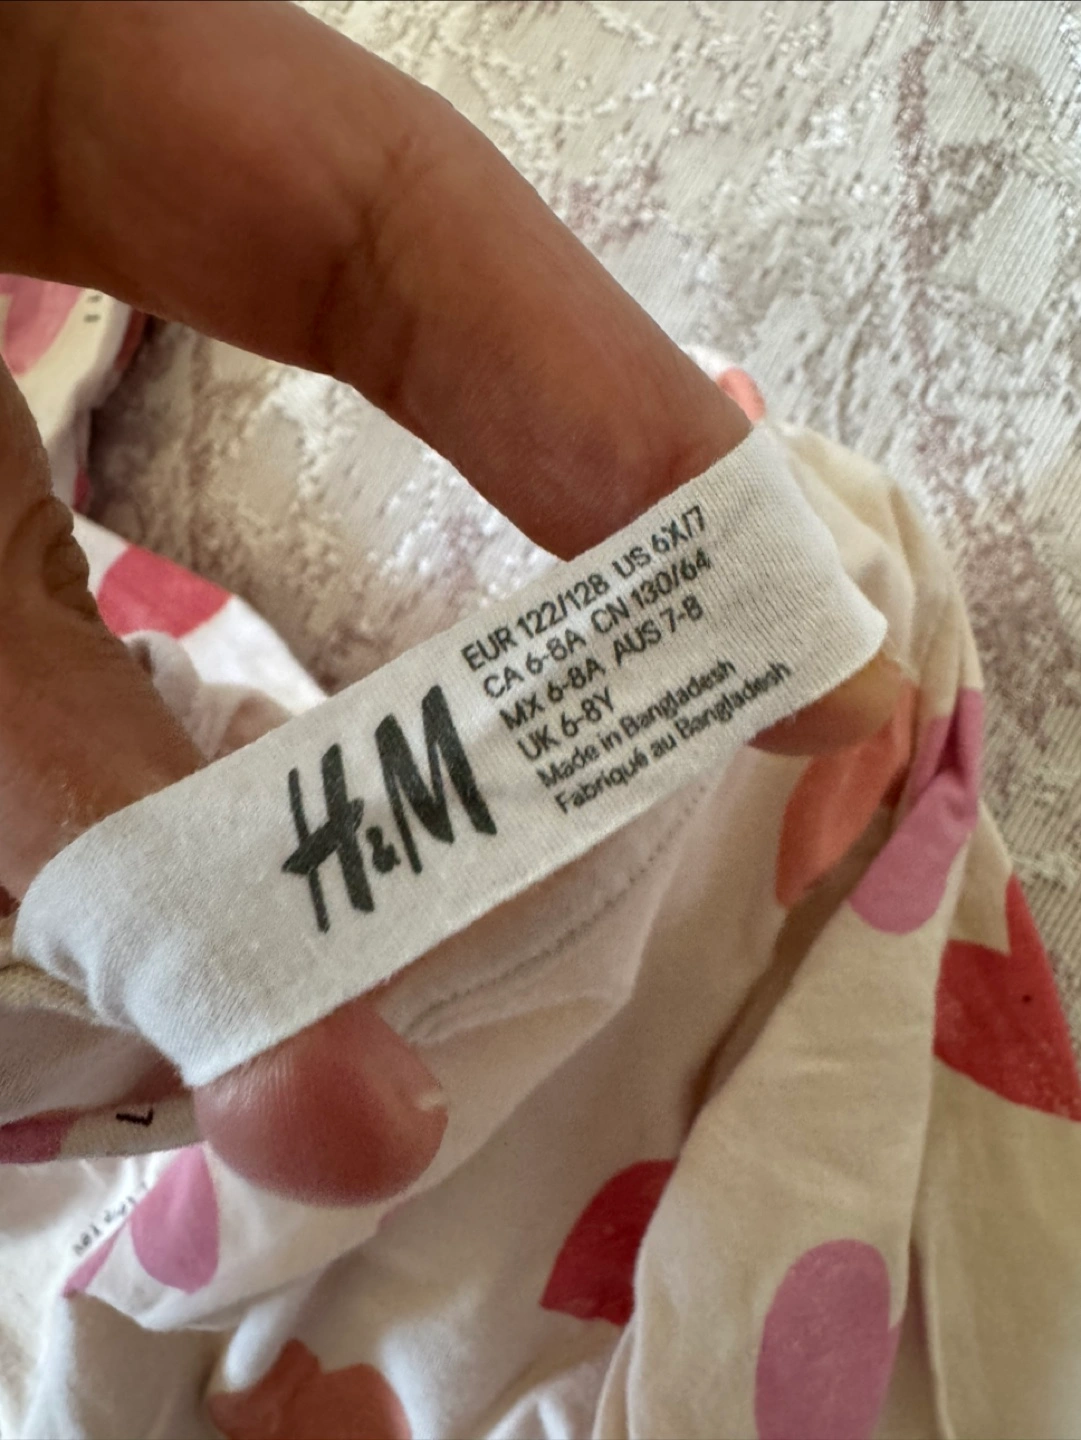 H&M
EUR 122/128 US 6X/7
CA 6-8A CN 130/64
MX 6-8A AUS 7-8
UK 6-8Y
Made in Bangladesh
Fabriqué au Bangladesh